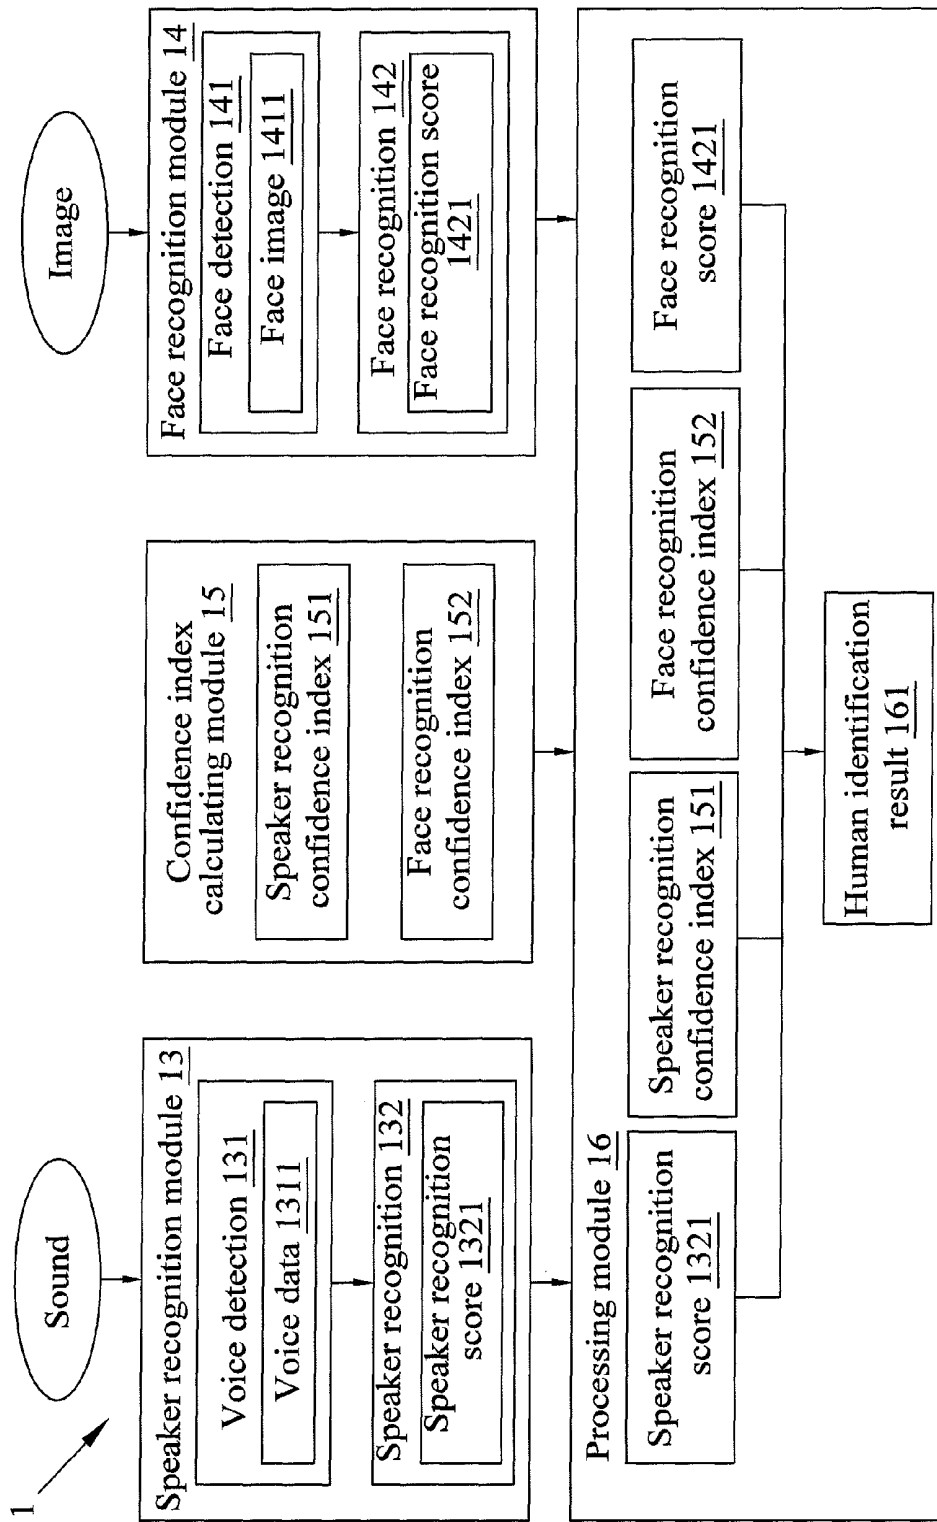 1
Sound
Image
Speaker recognition module 13
Voice detection 131
Voice data 1311
Speaker recognition 132
Speaker recognition
score 1321
Confidence index
calculating module 15
Speaker recognition
confidence index 151
Face recognition
confidence index 152
Face recognition module 14
Face detection 141
Face image 1411
Face recognition 142
Face recognition score
1421
Processing module 16
Speaker recognition
score 1321
Speaker recognition
confidence index 151
Face recognition
confidence index 152
Face recognition
score 1421
Human identification
result 161